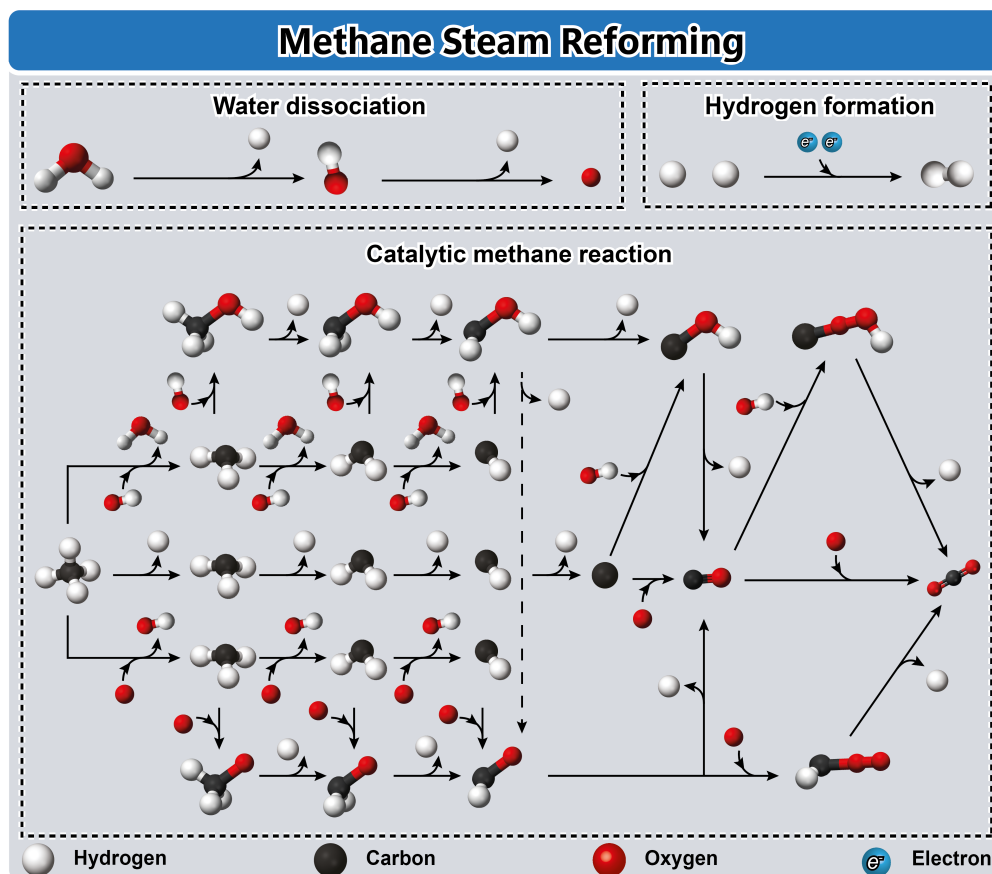 Methane Steam Reforming
Water dissociation
Hydrogen formation
e⁻ e⁻
Catalytic methane reaction
Hydrogen Carbon Oxygen e⁻ Electron